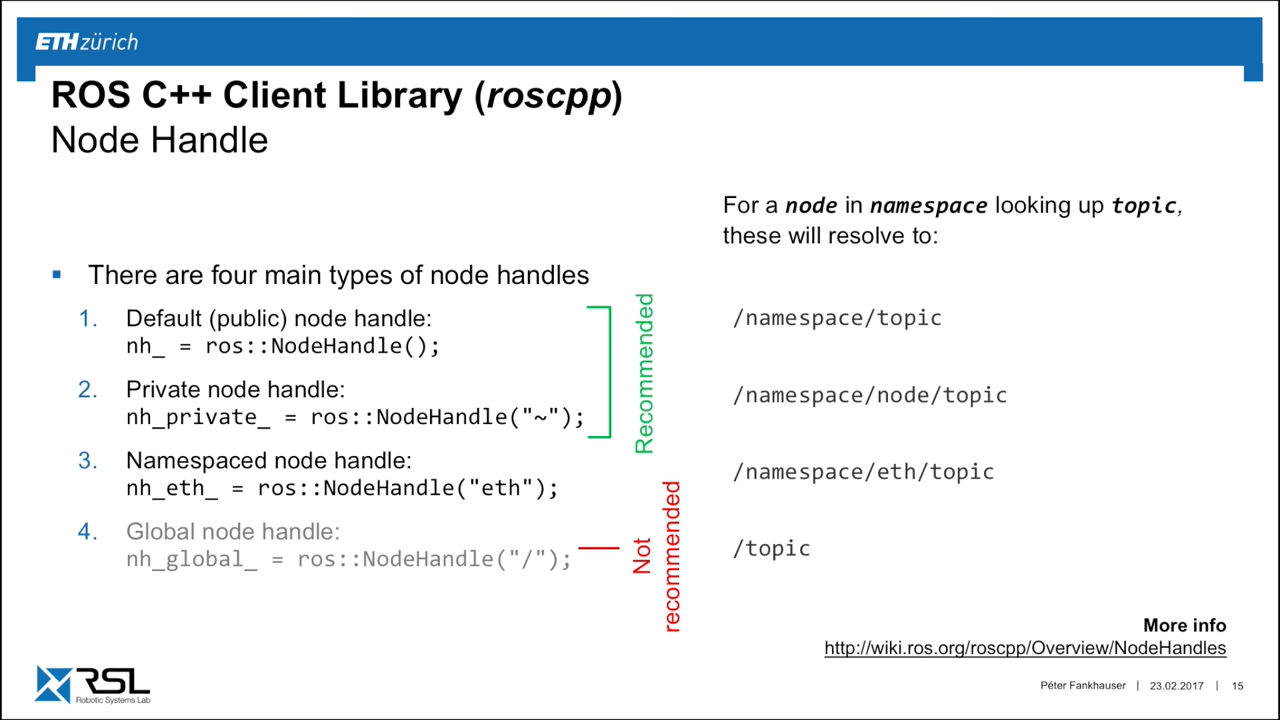 ETH zürich
ROS C++ Client Library (roscpp)
Node Handle
For a node in namespace looking up topic,
these will resolve to:
▪ There are four main types of node handles
1. Default (public) node handle:
nh_ = ros::NodeHandle();
/namespace/topic
2. Private node handle:
nh_private_ = ros::NodeHandle("~");
/namespace/node/topic
Recommended
3. Namespaced node handle:
nh_eth_ = ros::NodeHandle("eth");
/namespace/eth/topic
4. Global node handle:
nh_global_ = ros::NodeHandle("/");
/topic
Not
recommended
More info
http://wiki.ros.org/roscpp/Overview/NodeHandles
RSL
Robotic Systems Lab
Péter Fankhauser | 23.02.2017 | 15